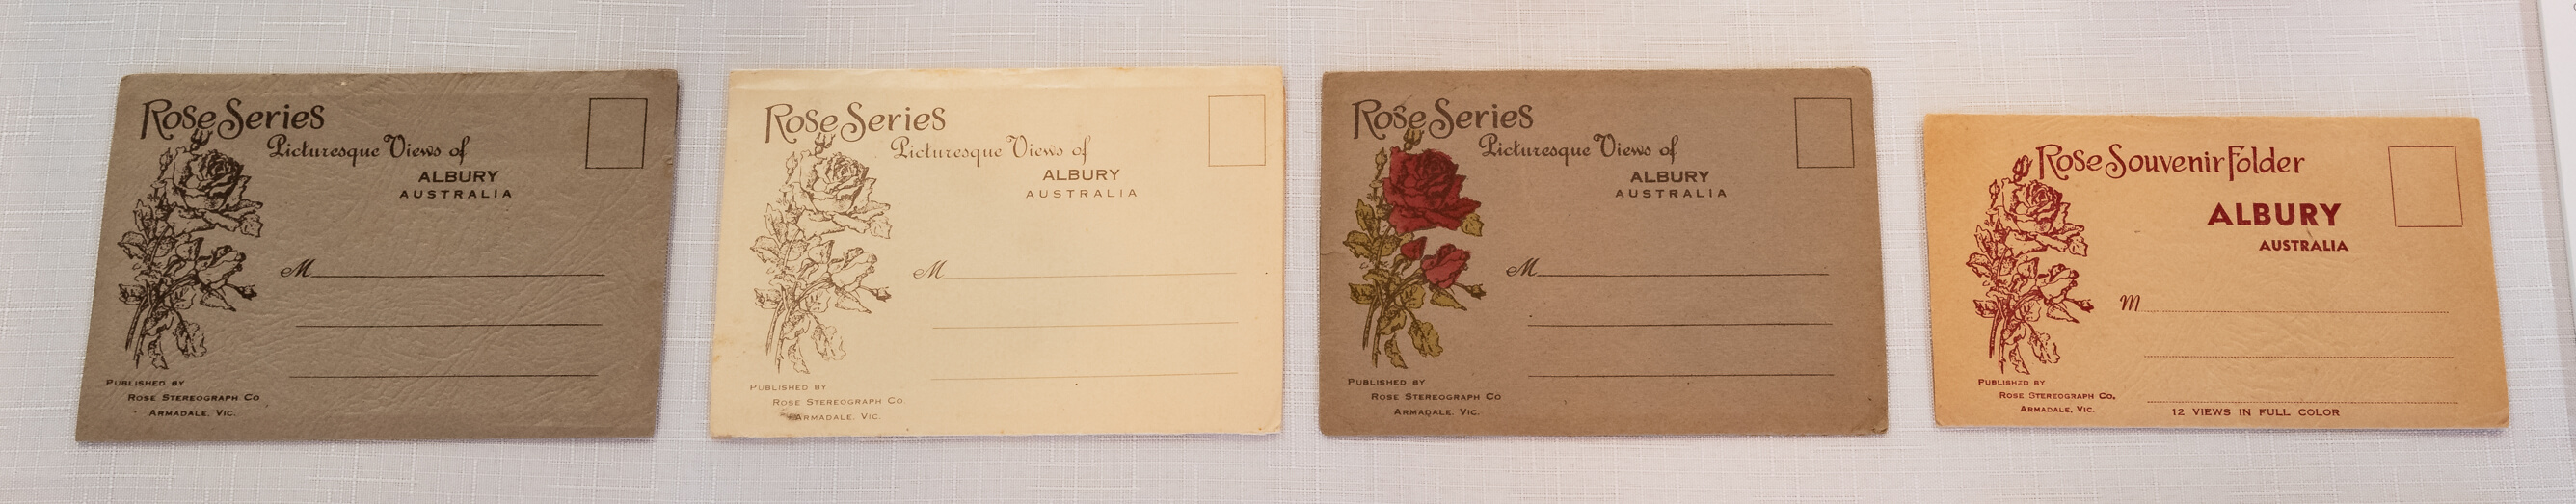 Rose Series
Picturesque Views of
ALBURY
AUSTRALIA
M
PUBLISHED BY
ROSE STEREOGRAPH CO
ARMADALE, VIC.
Rose Series
Picturesque Views of
ALBURY
AUSTRALIA
M
PUBLISHED BY
ROSE STEREOGRAPH CO.
ARMADALE, VIC.
Rose Series
Picturesque Views of
ALBURY
AUSTRALIA
M
PUBLISHED BY
ROSE STEREOGRAPH CO
ARMADALE, VIC.
Rose Souvenir Folder
ALBURY
AUSTRALIA
M
PUBLISHED BY
ROSE STEREOGRAPH CO.
ARMADALE, VIC.
12 VIEWS IN FULL COLOR